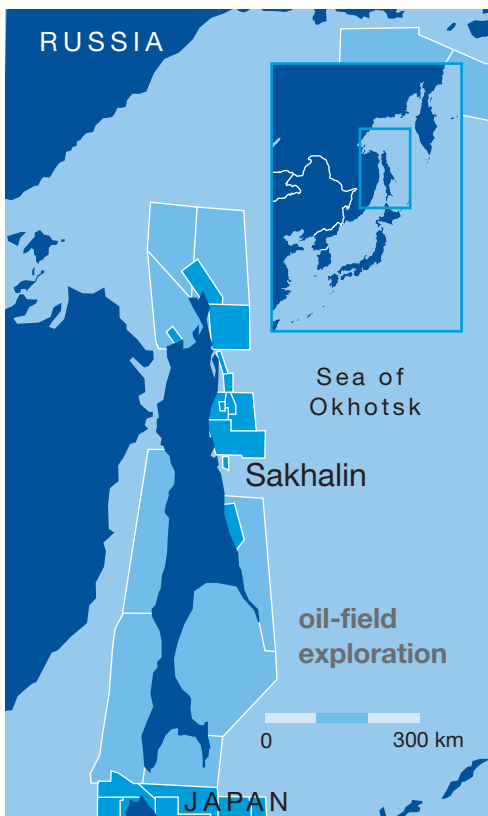 RUSSIA
Sea of
Okhotsk
Sakhalin
oil-field
exploration
0 300 km
JAPAN